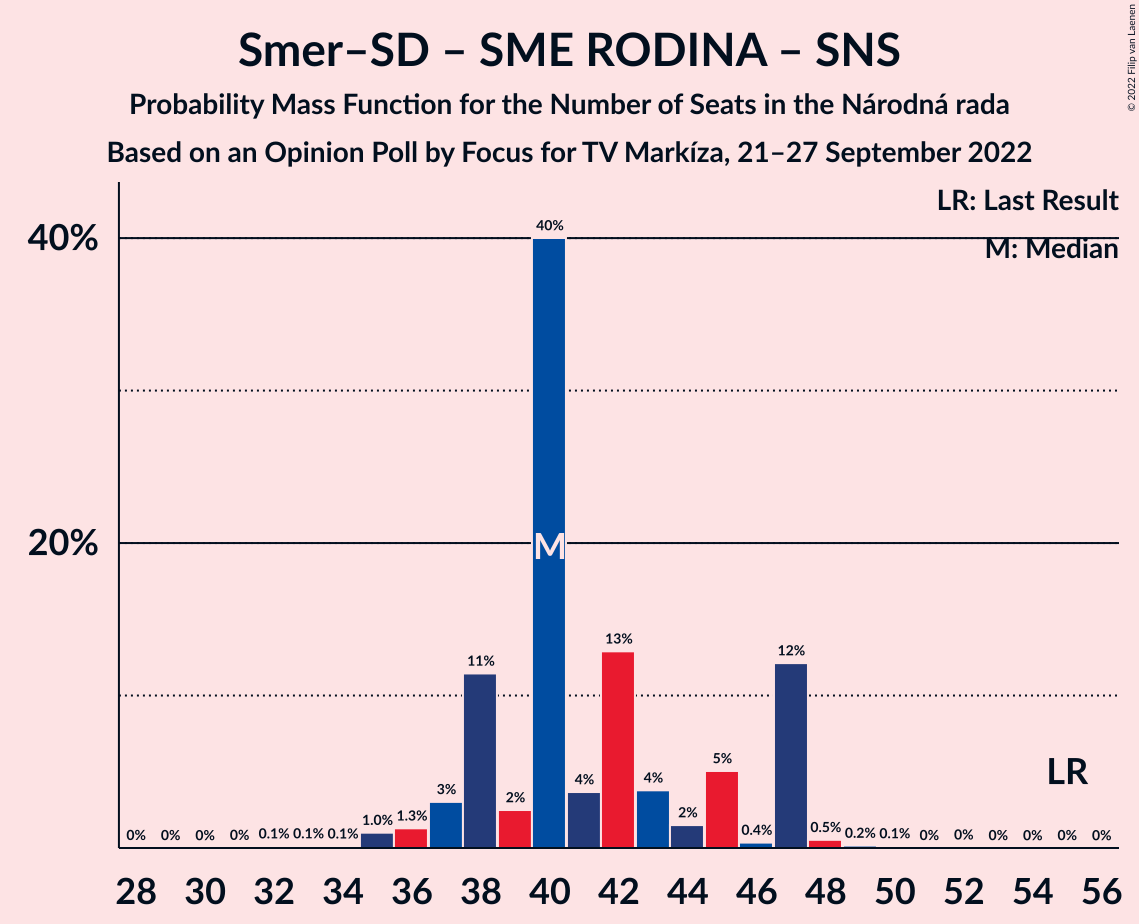 Smer–SD – SME RODINA – SNS
Probability Mass Function for the Number of Seats in the Národná rada
Based on an Opinion Poll by Focus for TV Markíza, 21–27 September 2022
© 2022 Filip van Laenen
LR: Last Result
M: Median
40%
20%
0% 0% 0% 0% 0.1% 0.1% 0.1% 1.0% 1.3% 3% 11% 2% 40% 4% 13% 4% 2% 5% 0.4% 12% 0.5% 0.2% 0.1% 0% 0% 0% 0% 0% 0%
M
LR
28 30 32 34 36 38 40 42 44 46 48 50 52 54 56